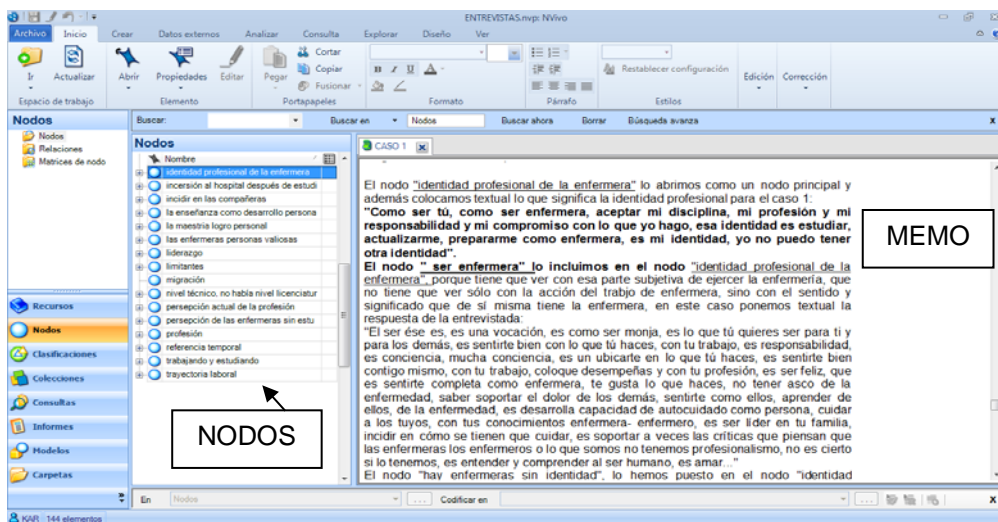 ENTREVISTAS.nvp: NVivo
Archivo Inicio Crear Datos externos Analizar Consulta Explorar Diseño Ver
Ir Actualizar Abrir Propiedades Editar Pegar Cortar
Copiar
Fusionar
N I S A
Restablecer configuración
Edición Corrección
Espacio de trabajo Elemento Portapapeles Formato Párrafo Estilos
Nodos
Buscar: Buscar en Nodos Buscar ahora Borrar Búsqueda avanza x
Nodos
Relaciones
Matrices de nodo
Recursos
Nodos
Clasificaciones
Colecciones
Consultas
Informes
Modelos
Carpetas
Nodos
Nombre
identidad profesional de la enfermera
incersión al hospital después de estudi
incidir en las compañeras
la enseñanza como desarrollo persona
la maestria logro personal
las enfermeras personas valiosas
liderazgo
limitantes
migración
nivel técnico, no habla nivel licenciatur
persepción actual de la profesión
persepción de las enfermeras sin estu
profesión
referencia temporal
trabajando y estudiando
trayectoria laboral
NODOS
CASO 1
El nodo "identidad profesional de la enfermera" lo abrimos como un nodo principal y
además colocamos textual lo que significa la identidad profesional para el caso 1:
"Como ser tú, como ser enfermera, aceptar mi disciplina, mi profesión y mi
responsabilidad y mi compromiso con lo que yo hago, esa identidad es estudiar,
actualizarme, prepararme como enfermera, es mi identidad, yo no puedo tener
otra identidad".
El nodo " ser enfermera" lo incluimos en el nodo "identidad profesional de la
enfermera", porque tiene que ver con esa parte subjetiva de ejercer la enfermería, que
no tiene que ver sólo con la acción del trabjo de enfermera, sino con el sentido y
significado que de sí misma tiene la enfermera, en este caso ponemos textual la
respuesta de la entrevistada:
"El ser ése es, es una vocación, es como ser monja, es lo que tú quieres ser para ti y
para los demás, es sentirte bien con lo que tú haces, con tu trabajo, es responsabilidad,
es conciencia, mucha conciencia, es un ubicarte en lo que tú haces, es sentirte bien
contigo mismo, con tu trabajo, coloque desempeñas y con tu profesión, es ser feliz, que
es sentirte completa como enfermera, te gusta lo que haces, no tener asco de la
enfermedad, saber soportar el dolor de los demás, sentirte como ellos, aprender de
ellos, de la enfermedad, es desarrolla capacidad de autocuidado como persona, cuidar
a los tuyos, con tus conocimientos enfermera- enfermero, es ser líder en tu familia,
incidir en cómo se tienen que cuidar, es soportar a veces las críticas que piensan que
las enfermeras los enfermeros o lo que somos no tenemos profesionalismo, no es cierto
si lo tenemos, es entender y comprender al ser humano, es amar..."
El nodo "hay enfermeras sin identidad", lo hemos puesto en el nodo "identidad
MEMO
En Nodos ... Codificar en ... x
KAR 144 elementos